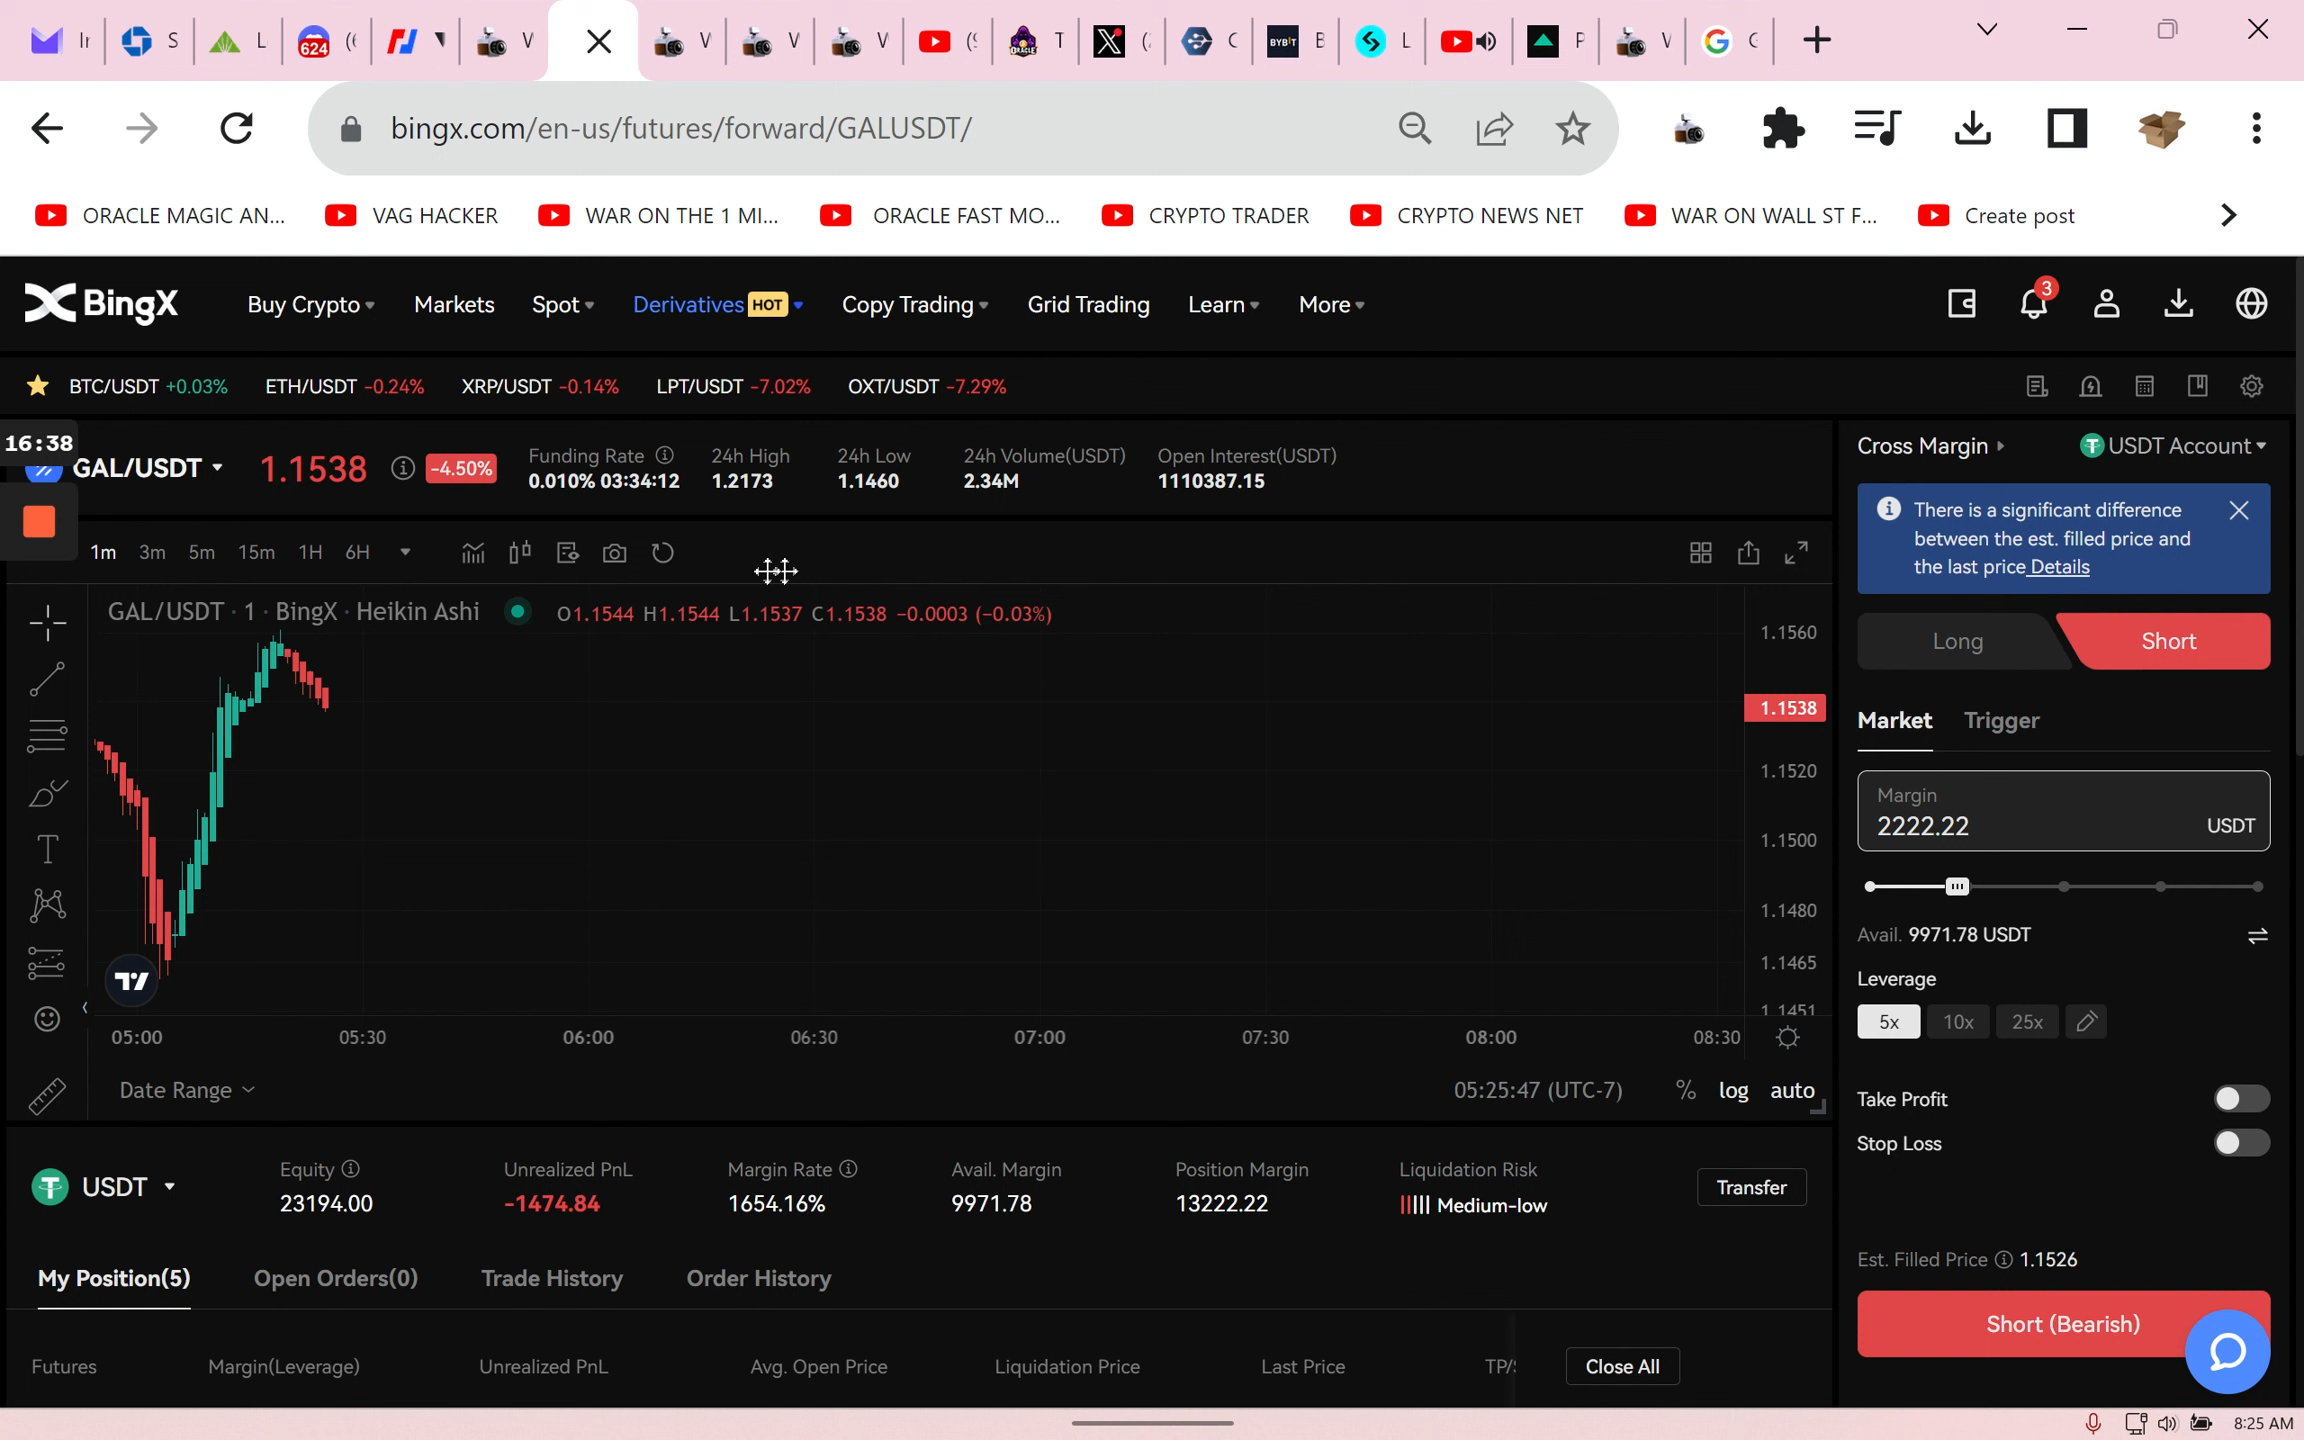 Ir
S
L
624
(
V
V
V
V
(
T
(
C
BYBIT
B
L
F
V
C
bingx.com/en-us/futures/forward/GALUSDT/
ORACLE MAGIC AN... VAG HACKER WAR ON THE 1 MI... ORACLE FAST MO... CRYPTO TRADER CRYPTO NEWS NET WAR ON WALL ST F... Create post
BingX Buy Crypto Markets Spot Derivatives HOT Copy Trading Grid Trading Learn More 3
BTC/USDT +0.03% ETH/USDT -0.24% XRP/USDT -0.14% LPT/USDT -7.02% OXT/USDT -7.29%
16:38
GAL/USDT 1.1538 -4.50%
Funding Rate 24h High 24h Low 24h Volume(USDT) Open Interest(USDT)
0.010% 03:34:12 1.2173 1.1460 2.34M 1110387.15
1m 3m 5m 15m 1H 6H
GAL/USDT · 1 · BingX · Heikin Ashi O1.1544 H1.1544 L1.1537 C1.1538 -0.0003 (-0.03%)
1.1560
1.1538
1.1520
1.1500
1.1480
1.1465
1.1451
05:00 05:30 06:00 06:30 07:00 07:30 08:00 08:30
Date Range 05:25:47 (UTC-7) % log auto
USDT
Equity Unrealized PnL Margin Rate Avail. Margin Position Margin Liquidation Risk
23194.00 -1474.84 1654.16% 9971.78 13222.22 Medium-low
Transfer
My Position(5) Open Orders(0) Trade History Order History
Futures Margin(Leverage) Unrealized PnL Avg. Open Price Liquidation Price Last Price TP/ Close All
Cross Margin USDT Account
There is a significant difference
between the est. filled price and
the last price Details
Long Short
Market Trigger
Margin
2222.22 USDT
Avail. 9971.78 USDT
Leverage
5x 10x 25x
Take Profit
Stop Loss
Est. Filled Price 1.1526
Short (Bearish)
8:25 AM